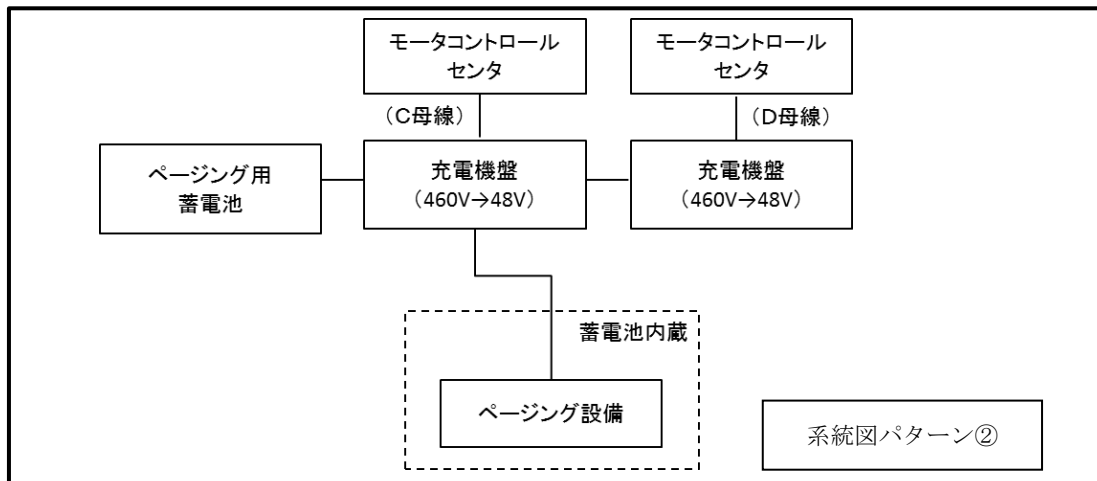 モータコントロール
センタ
モータコントロール
センタ
（C母線）
（D母線）
ページング用
蓄電池
充電機盤
（460V→48V）
充電機盤
（460V→48V）
蓄電池内蔵
ページング設備
系統図パターン②